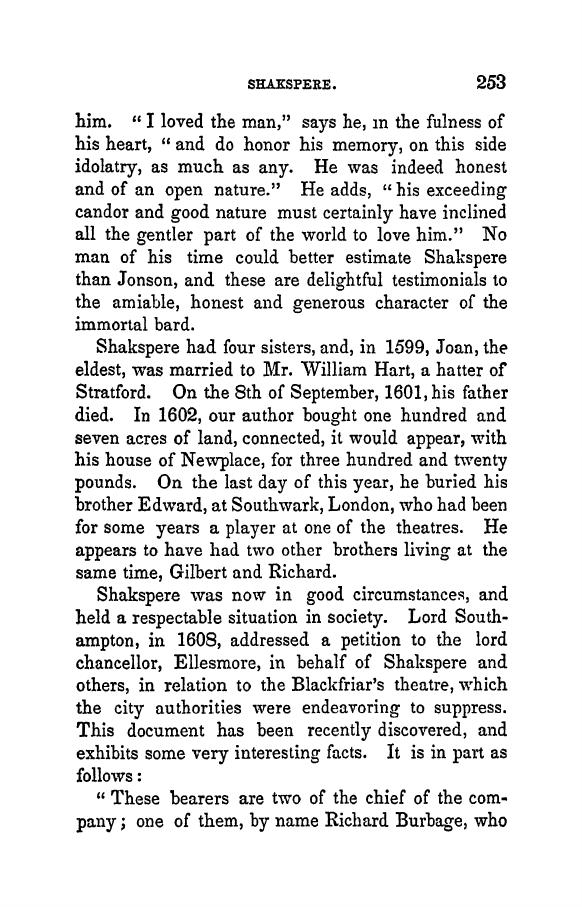 SHAKSPERE. 253
him. "I loved the man," says he, in the fulness of
his heart, "and do honor his memory, on this side
idolatry, as much as any. He was indeed honest
and of an open nature." He adds, "his exceeding
candor and good nature must certainly have inclined
all the gentler part of the world to love him." No
man of his time could better estimate Shakspere
than Jonson, and these are delightful testimonials to
the amiable, honest and generous character of the
immortal bard.
Shakspere had four sisters, and, in 1599, Joan, the
eldest, was married to Mr. William Hart, a hatter of
Stratford. On the 8th of September, 1601, his father
died. In 1602, our author bought one hundred and
seven acres of land, connected, it would appear, with
his house of Newplace, for three hundred and twenty
pounds. On the last day of this year, he buried his
brother Edward, at Southwark, London, who had been
for some years a player at one of the theatres. He
appears to have had two other brothers living at the
same time, Gilbert and Richard.
Shakspere was now in good circumstances, and
held a respectable situation in society. Lord South-
ampton, in 1608, addressed a petition to the lord
chancellor, Ellesmore, in behalf of Shakspere and
others, in relation to the Blackfriar's theatre, which
the city authorities were endeavoring to suppress.
This document has been recently discovered, and
exhibits some very interesting facts. It is in part as
follows:
"These bearers are two of the chief of the com-
pany; one of them, by name Richard Burbage, who